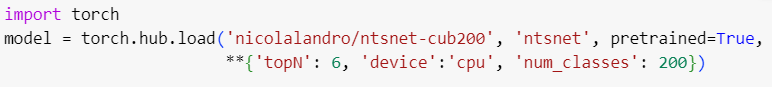 import torch
model = torch.hub.load('nicolalandro/ntsnet-cub200', 'ntsnet', pretrained=True,
                       **{'topN': 6, 'device':'cpu', 'num_classes': 200})